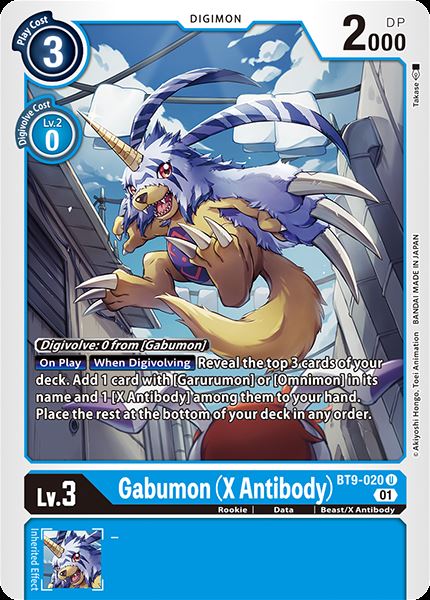 Play Cost
3
DIGIMON
DP
2000
Digivolve Cost
Lv.2
0
Takase
©Akiyoshi Hongo, Toei Animation BANDAI MADE IN JAPAN
Digivolve: 0 from [Gabumon]
On Play When Digivolving Reveal the top 3 cards of your
deck. Add 1 card with [Garurumon] or [Omnimon] in its
name and 1 [X Antibody] among them to your hand.
Place the rest at the bottom of your deck in any order.
Lv.3
Gabumon (X Antibody)
BT9-020 U
01
Rookie | Data | Beast/X Antibody
Inherited Effect
–